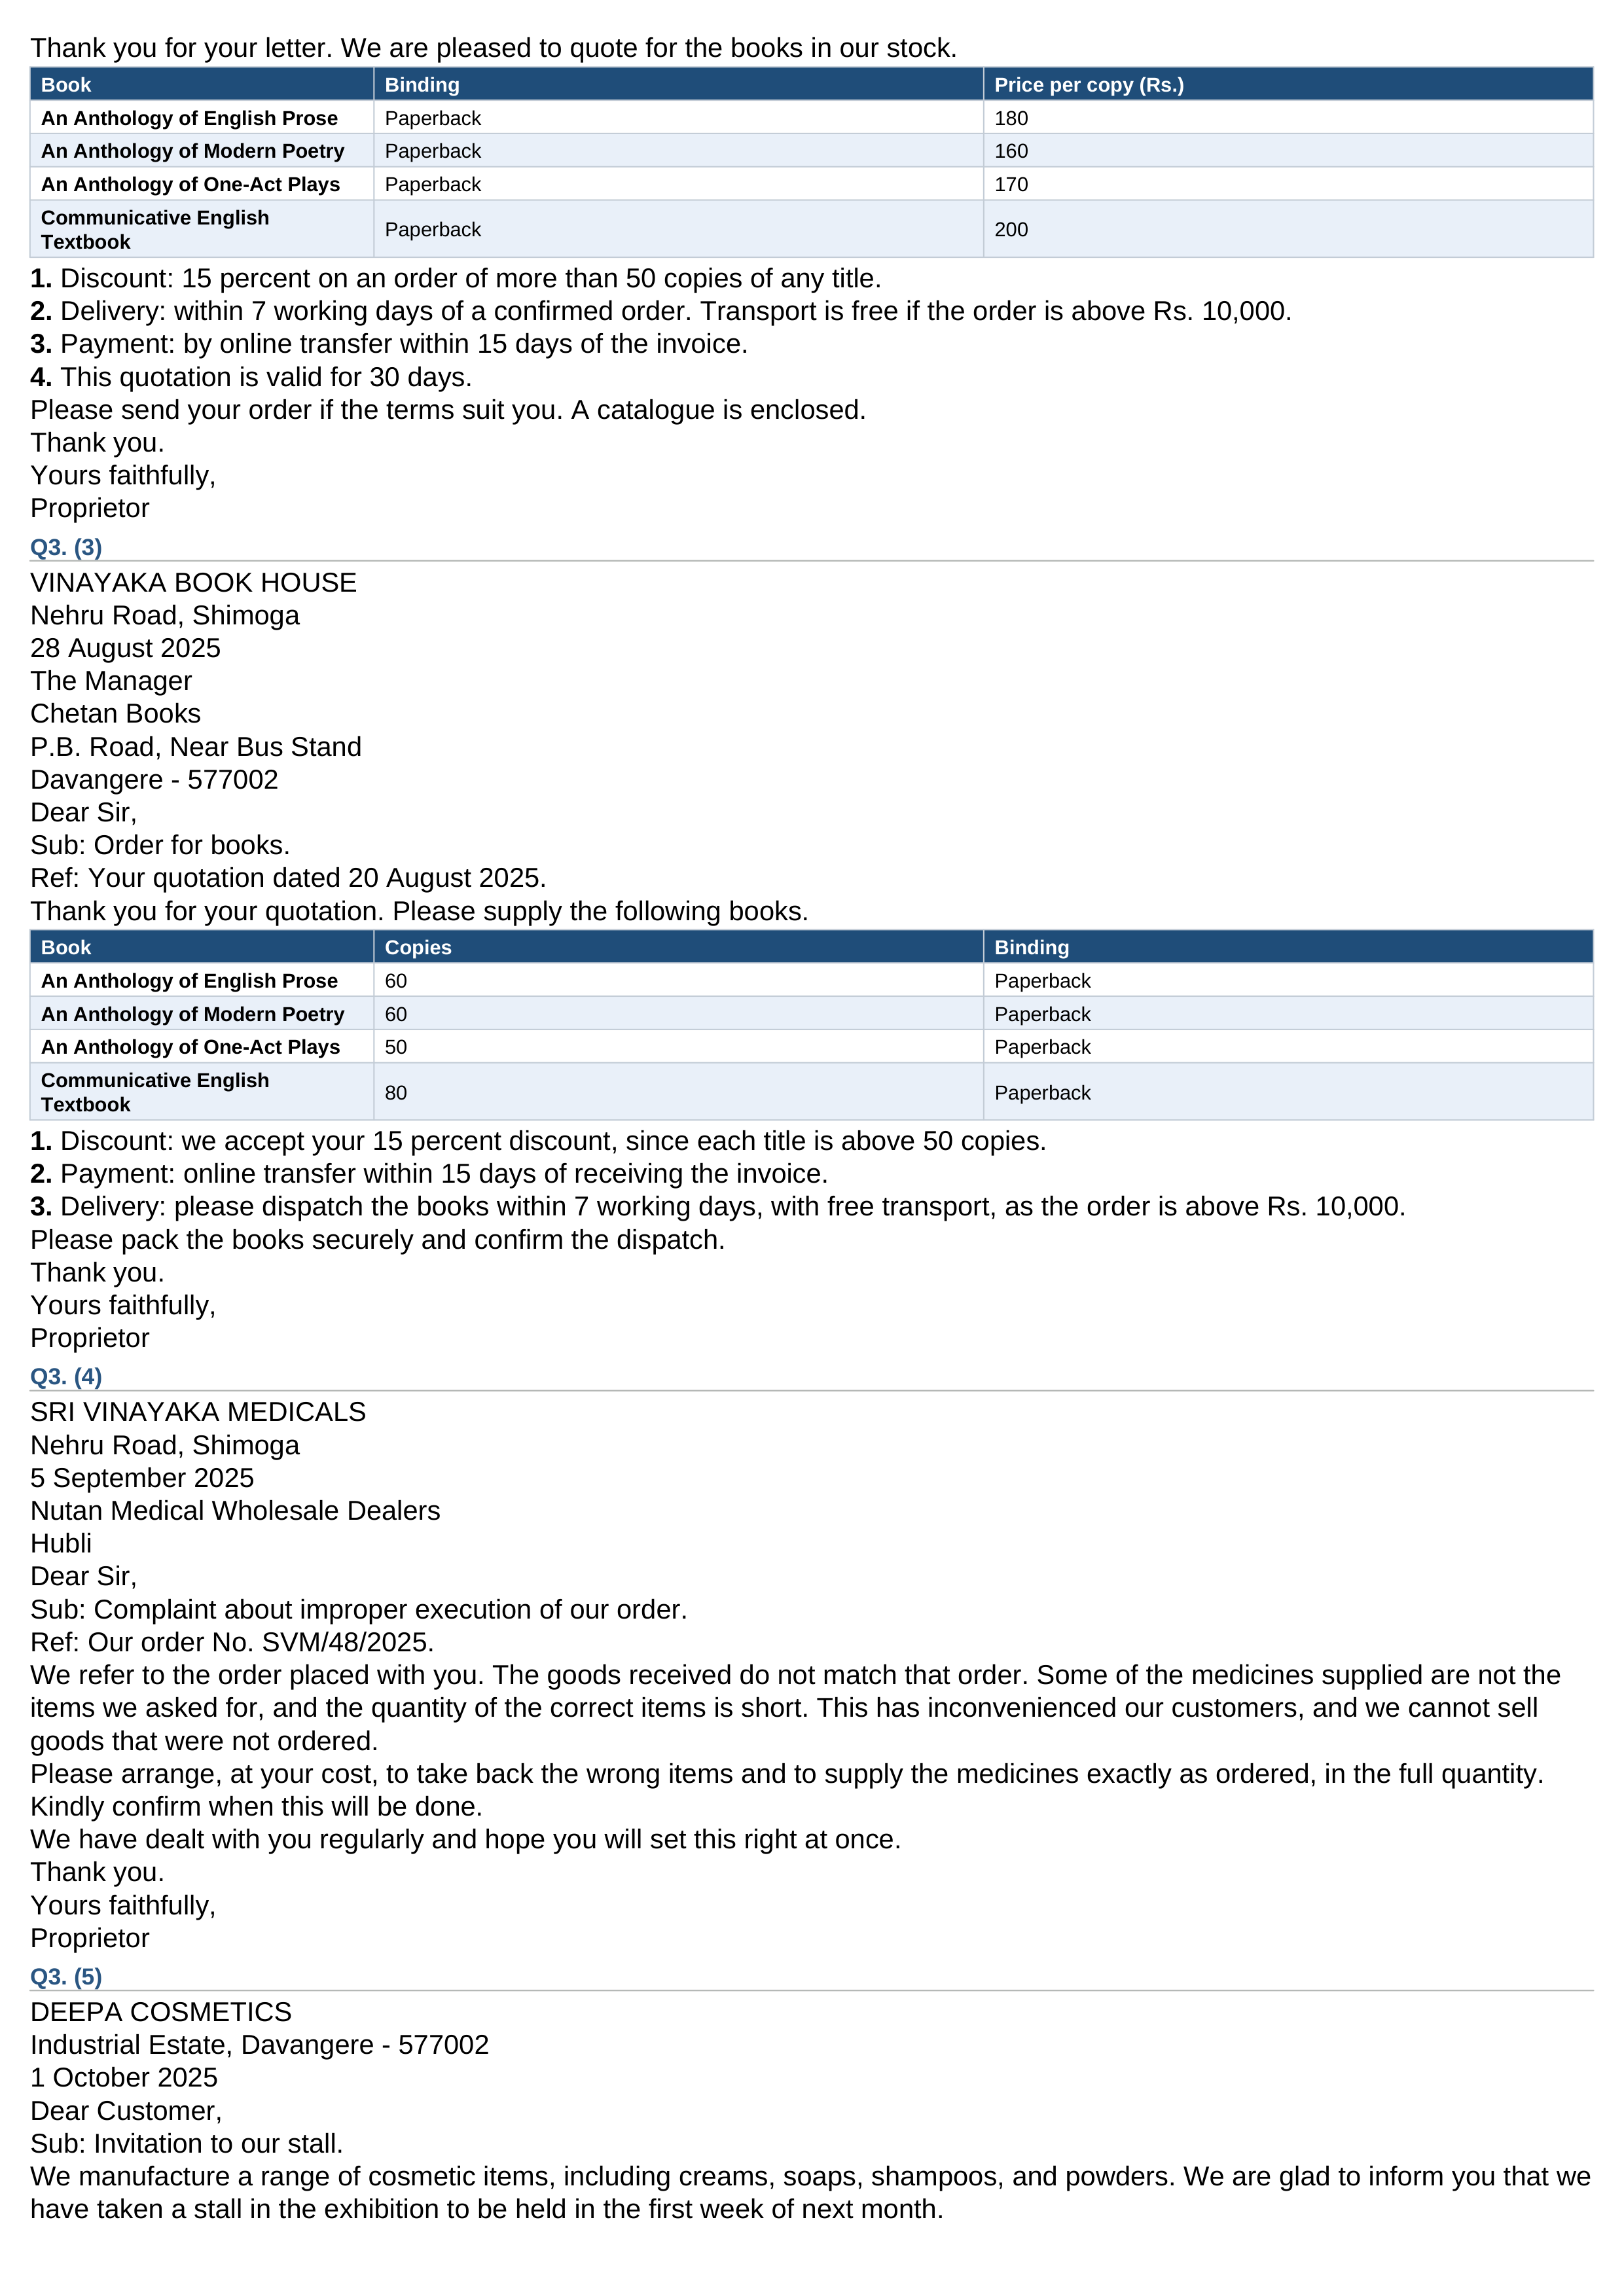 Thank you for your letter. We are pleased to quote for the books in our stock.
Book Binding Price per copy (Rs.)
An Anthology of English Prose Paperback 180
An Anthology of Modern Poetry Paperback 160
An Anthology of One-Act Plays Paperback 170
Communicative English
Textbook Paperback 200
1. Discount: 15 percent on an order of more than 50 copies of any title.
2. Delivery: within 7 working days of a confirmed order. Transport is free if the order is above Rs. 10,000.
3. Payment: by online transfer within 15 days of the invoice.
4. This quotation is valid for 30 days.
Please send your order if the terms suit you. A catalogue is enclosed.
Thank you.
Yours faithfully,
Proprietor
Q3. (3)
VINAYAKA BOOK HOUSE
Nehru Road, Shimoga
28 August 2025
The Manager
Chetan Books
P.B. Road, Near Bus Stand
Davangere - 577002
Dear Sir,
Sub: Order for books.
Ref: Your quotation dated 20 August 2025.
Thank you for your quotation. Please supply the following books.
Book Copies Binding
An Anthology of English Prose 60 Paperback
An Anthology of Modern Poetry 60 Paperback
An Anthology of One-Act Plays 50 Paperback
Communicative English
Textbook 80 Paperback
1. Discount: we accept your 15 percent discount, since each title is above 50 copies.
2. Payment: online transfer within 15 days of receiving the invoice.
3. Delivery: please dispatch the books within 7 working days, with free transport, as the order is above Rs. 10,000.
Please pack the books securely and confirm the dispatch.
Thank you.
Yours faithfully,
Proprietor
Q3. (4)
SRI VINAYAKA MEDICALS
Nehru Road, Shimoga
5 September 2025
Nutan Medical Wholesale Dealers
Hubli
Dear Sir,
Sub: Complaint about improper execution of our order.
Ref: Our order No. SVM/48/2025.
We refer to the order placed with you. The goods received do not match that order. Some of the medicines supplied are not the
items we asked for, and the quantity of the correct items is short. This has inconvenienced our customers, and we cannot sell
goods that were not ordered.
Please arrange, at your cost, to take back the wrong items and to supply the medicines exactly as ordered, in the full quantity.
Kindly confirm when this will be done.
We have dealt with you regularly and hope you will set this right at once.
Thank you.
Yours faithfully,
Proprietor
Q3. (5)
DEEPA COSMETICS
Industrial Estate, Davangere - 577002
1 October 2025
Dear Customer,
Sub: Invitation to our stall.
We manufacture a range of cosmetic items, including creams, soaps, shampoos, and powders. We are glad to inform you that we
have taken a stall in the exhibition to be held in the first week of next month.